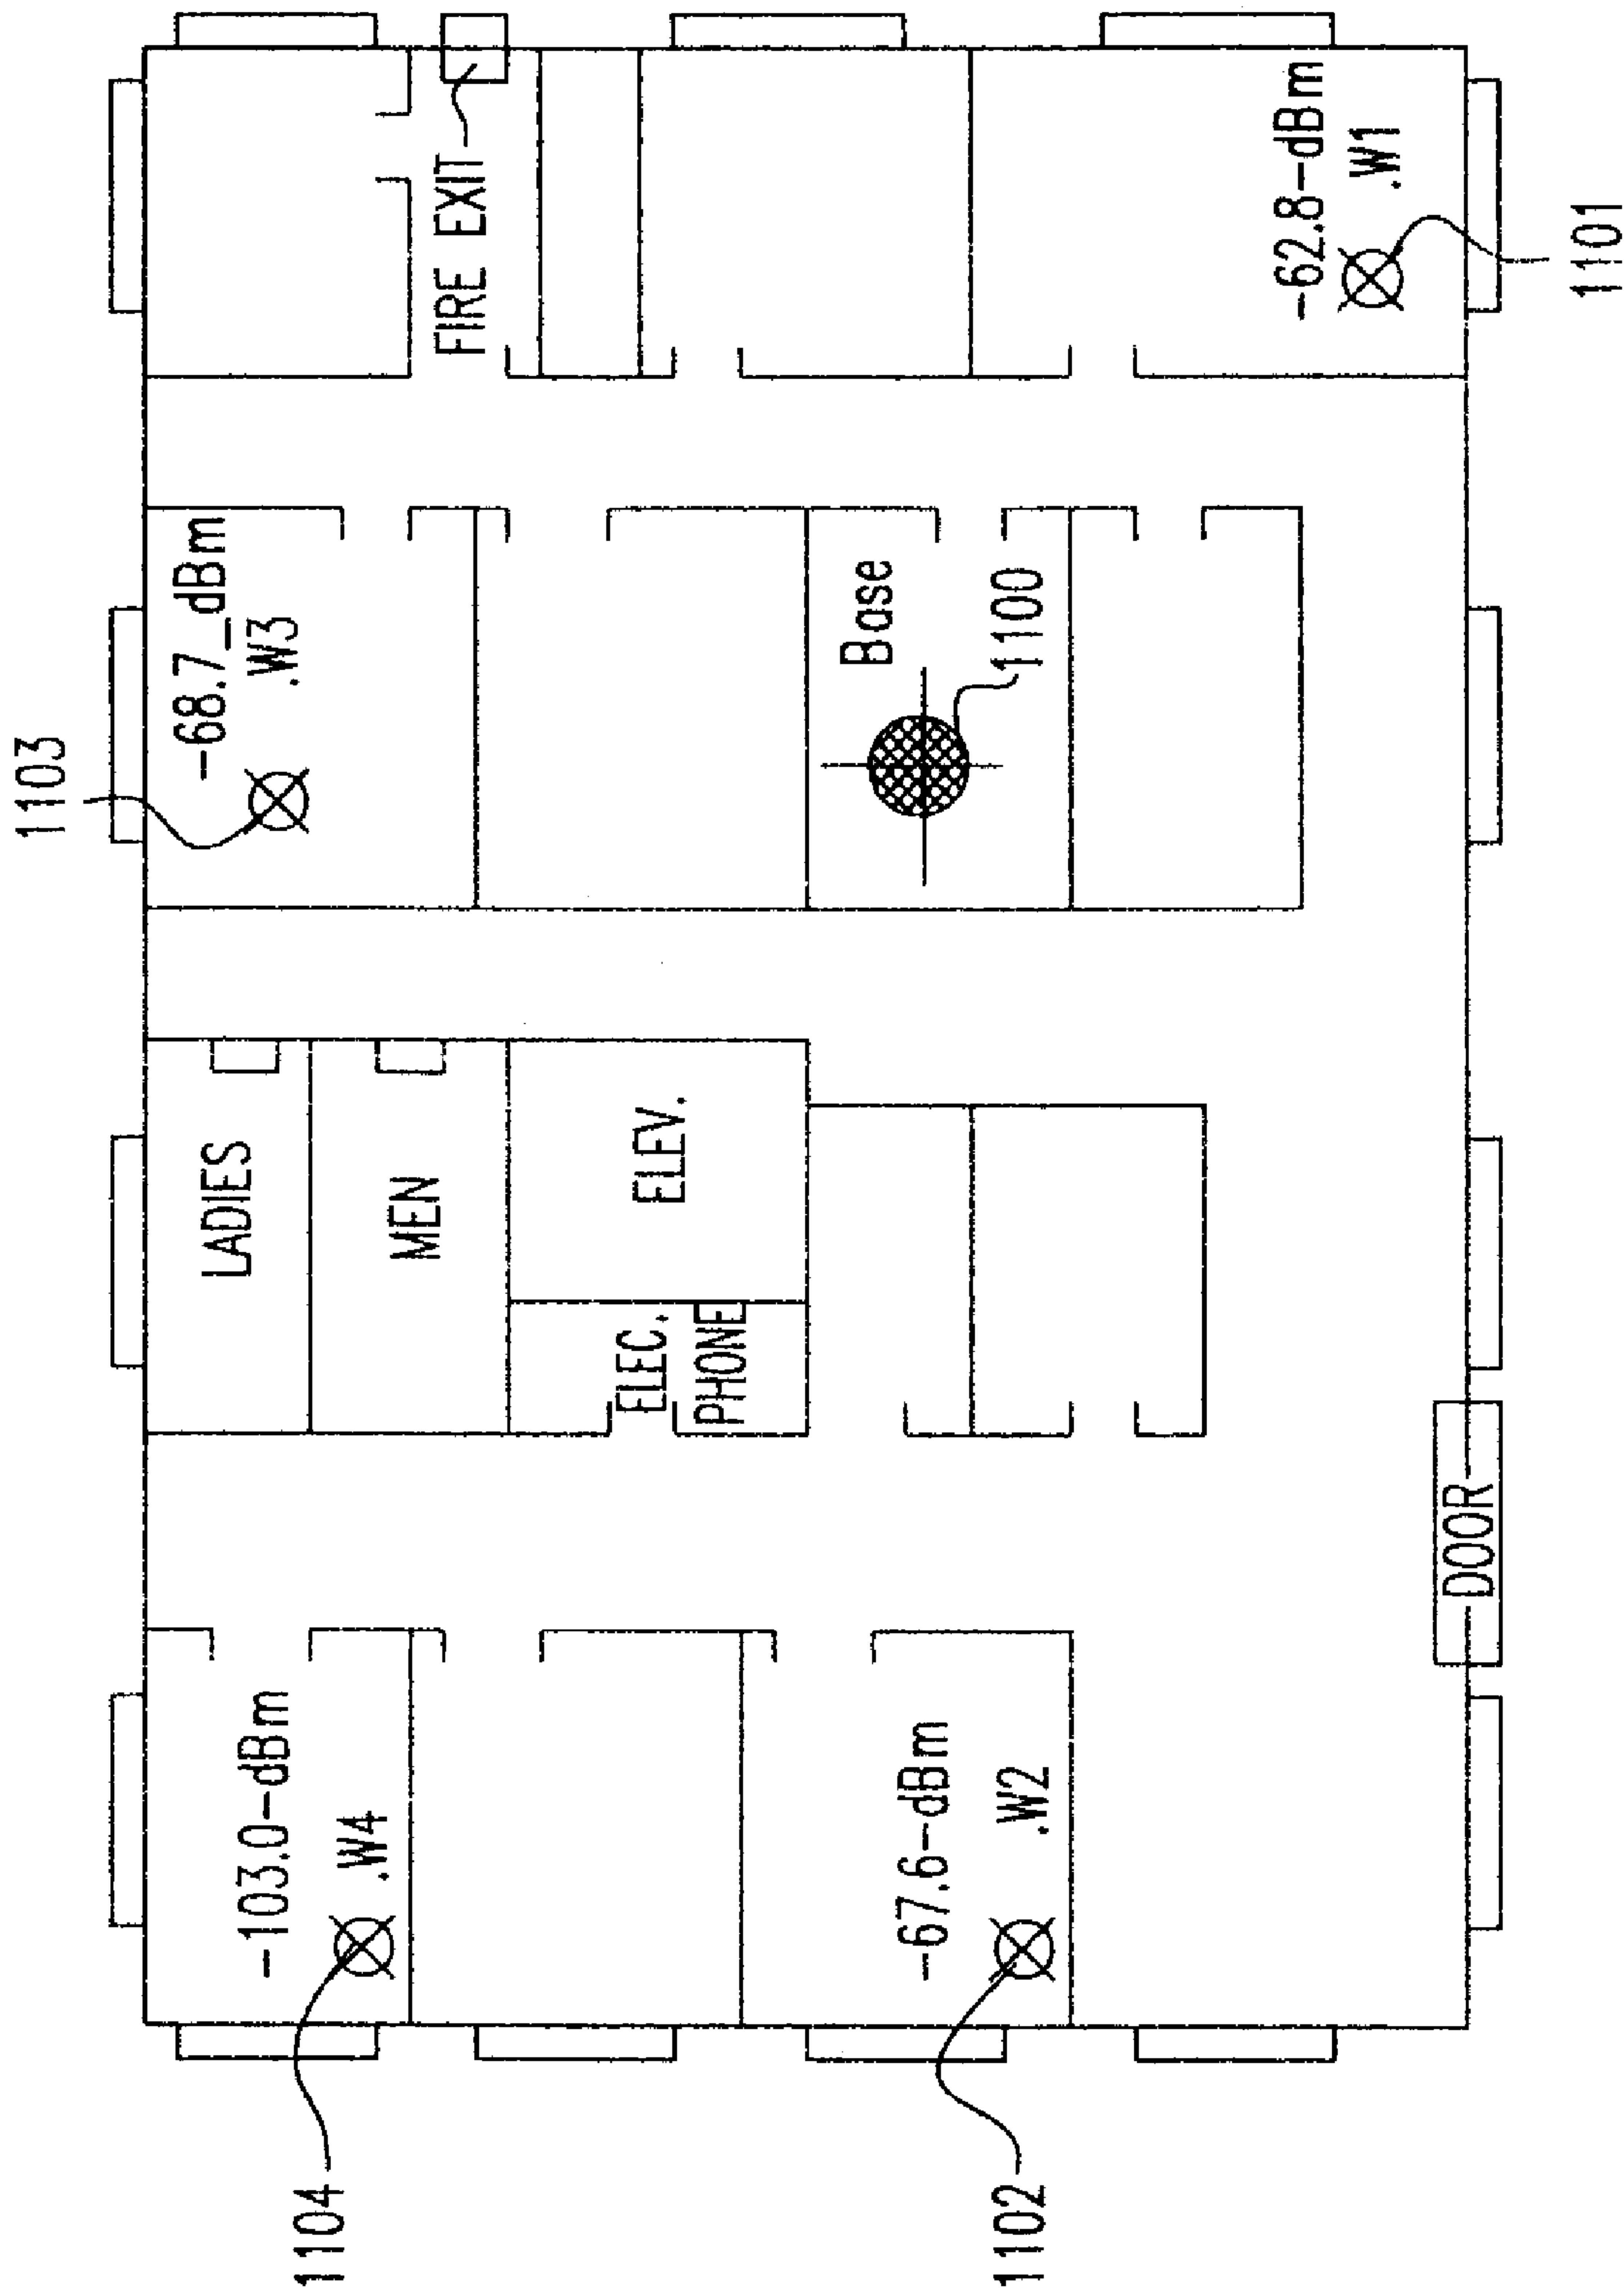 1103
-68.7_dBm
.W3
LADIES
-103.0-dBm
.W4
1104
MEN
FIRE EXIT
ELEC.
PHONE
ELEV.
Base
1100
-67.6-dBm
.W2
1102
-62.8-dBm
.W1
DOOR
1101